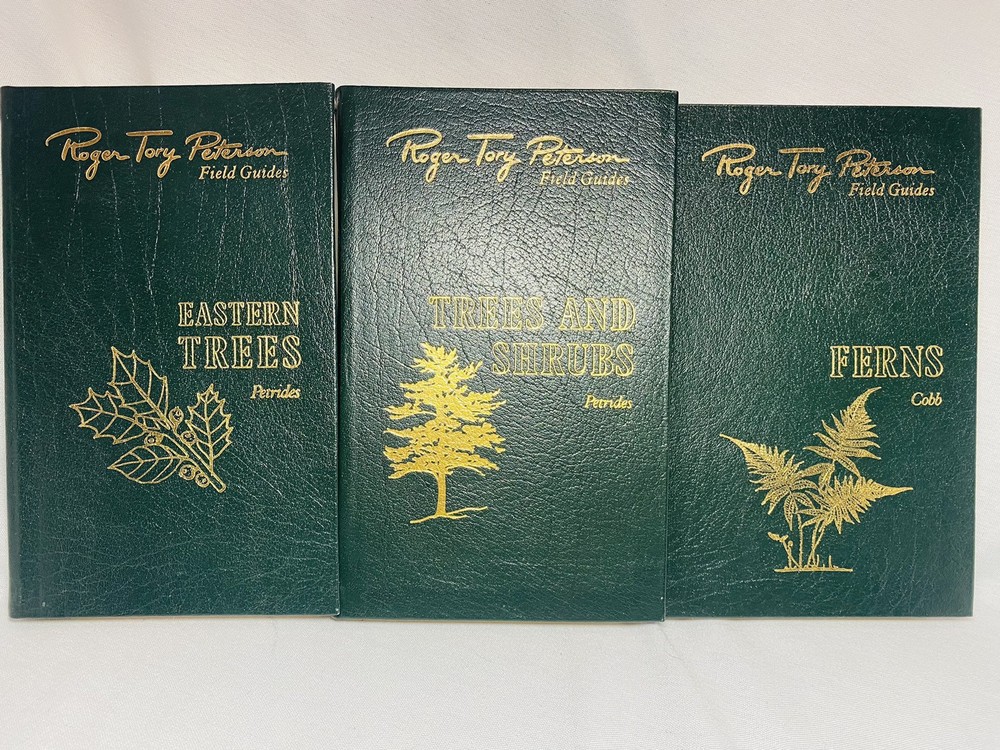 Roger Tory Peterson
Field Guides
EASTERN
TREES
Petrides
Roger Tory Peterson
Field Guides
TREES AND
SHRUBS
Petrides
Roger Tory Peterson
Field Guides
FERNS
Cobb